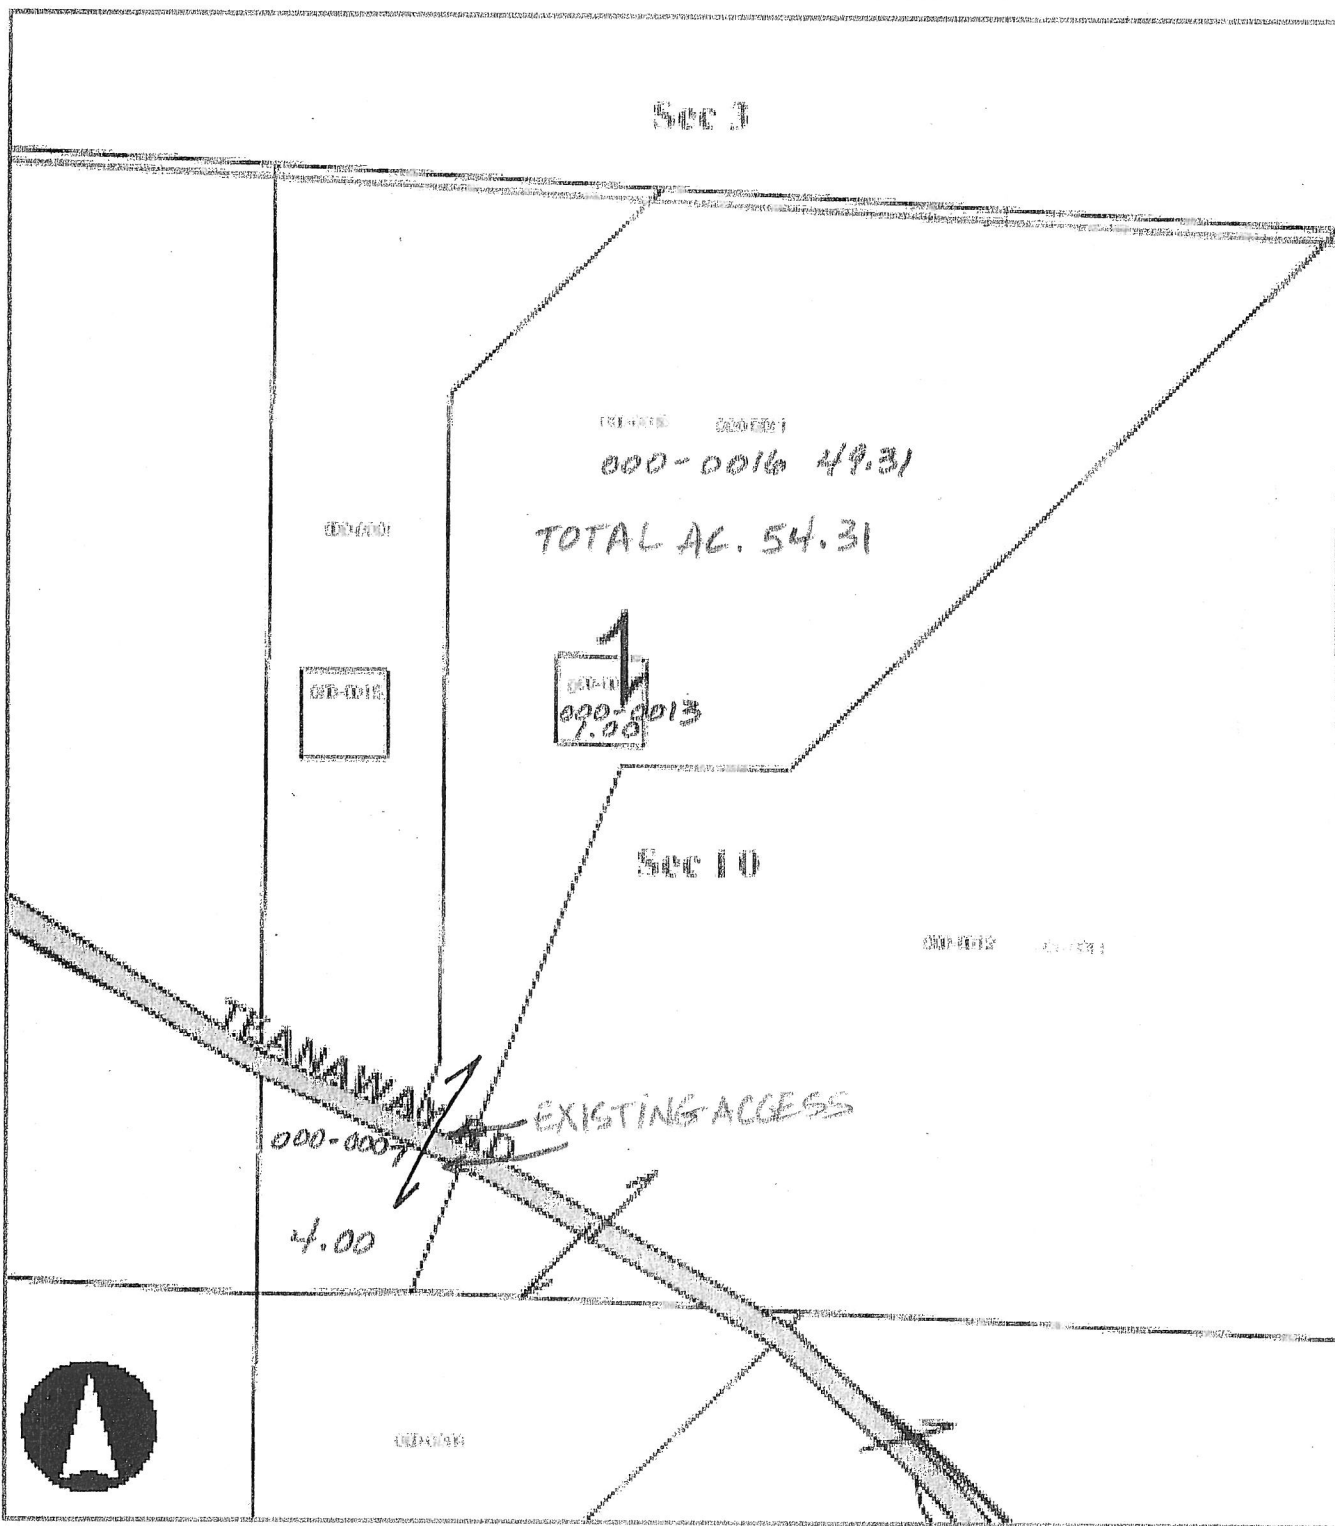 Sec 3
000-0016 49.31
TOTAL AC. 54.31
1
000-0013
1.00
Sec 10
TEANAWAY RD
EXISTING ACCESS
000-0007
4.00